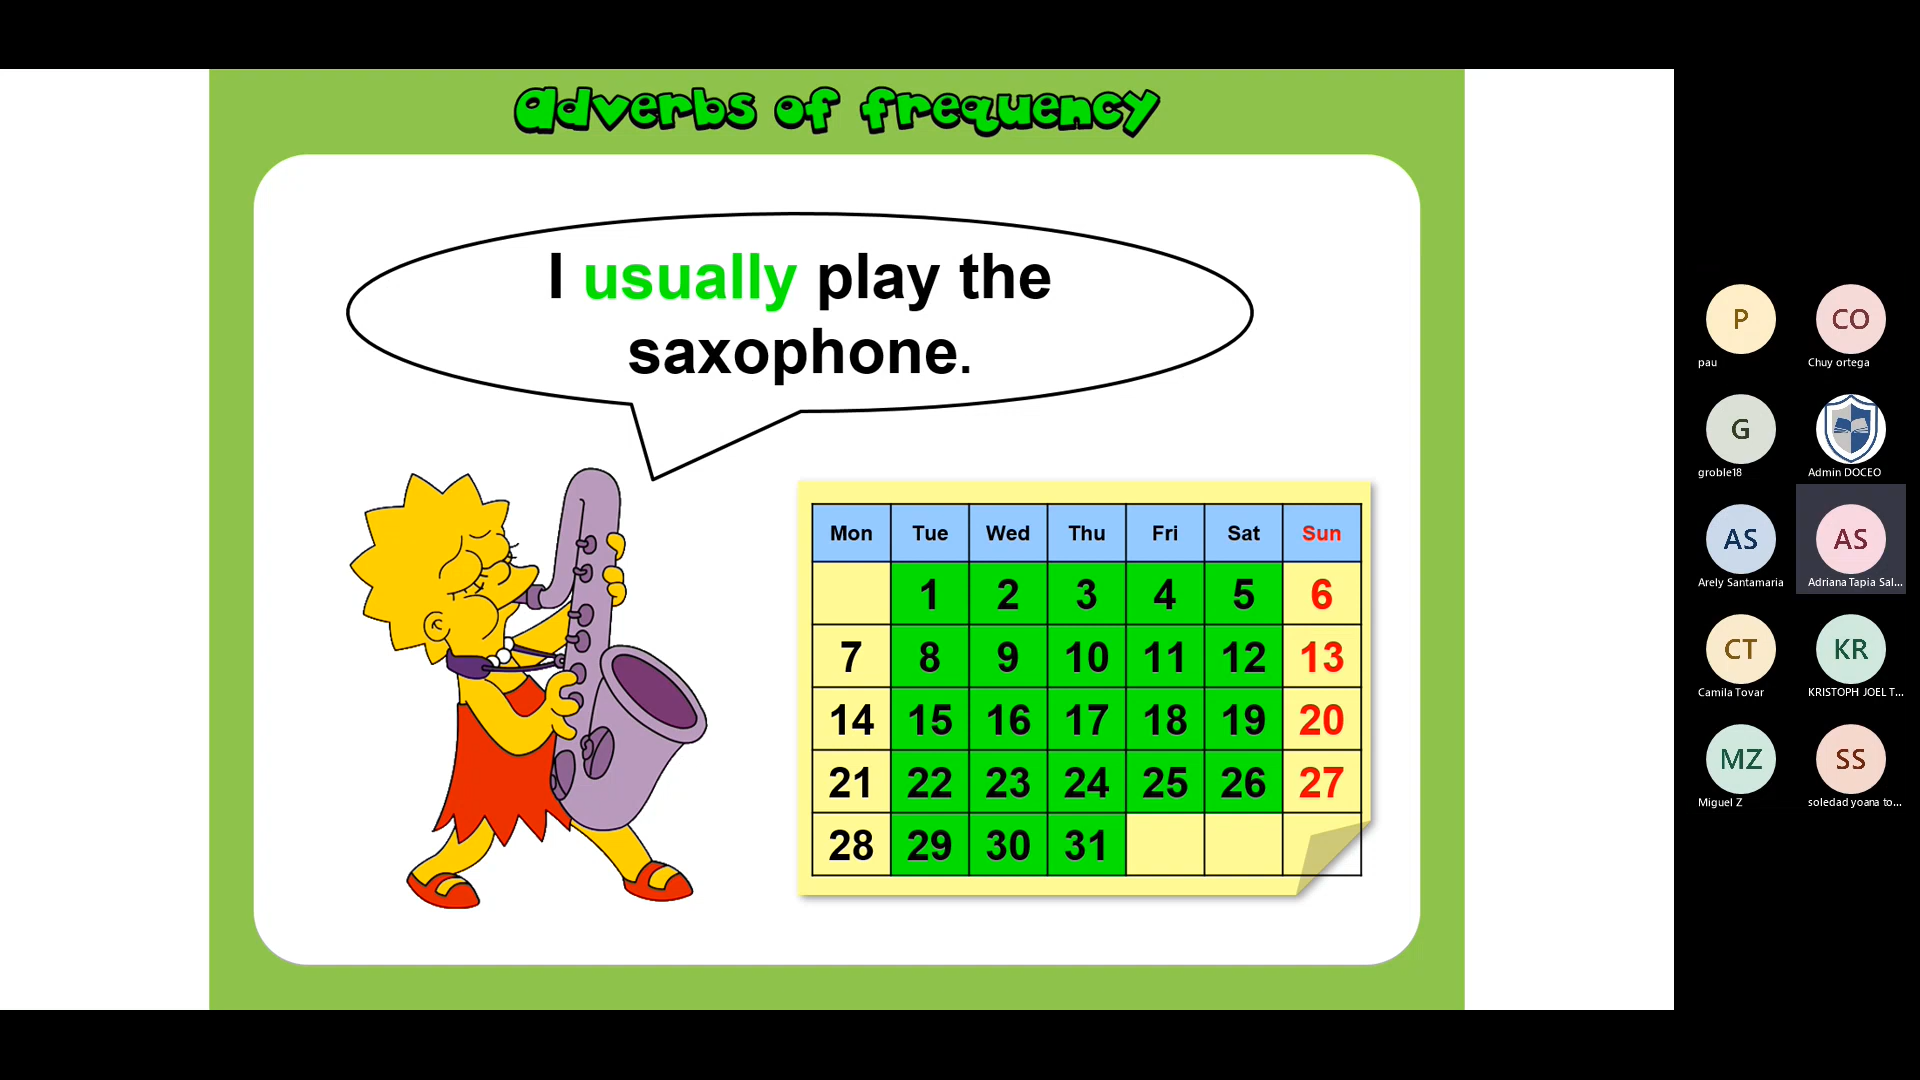 adverbs of frequency
I usually play the
saxophone.
Mon Tue Wed Thu Fri Sat Sun
1 2 3 4 5 6
7 8 9 10 11 12 13
14 15 16 17 18 19 20
21 22 23 24 25 26 27
28 29 30 31
P CO
pau Chuy ortega
G
groble18 Admin DOCEO
AS AS
Arely Santamaria Adriana Tapia Sal...
CT KR
Camila Tovar KRISTOPH JOEL T...
MZ SS
Miguel Z soledad yoana to...